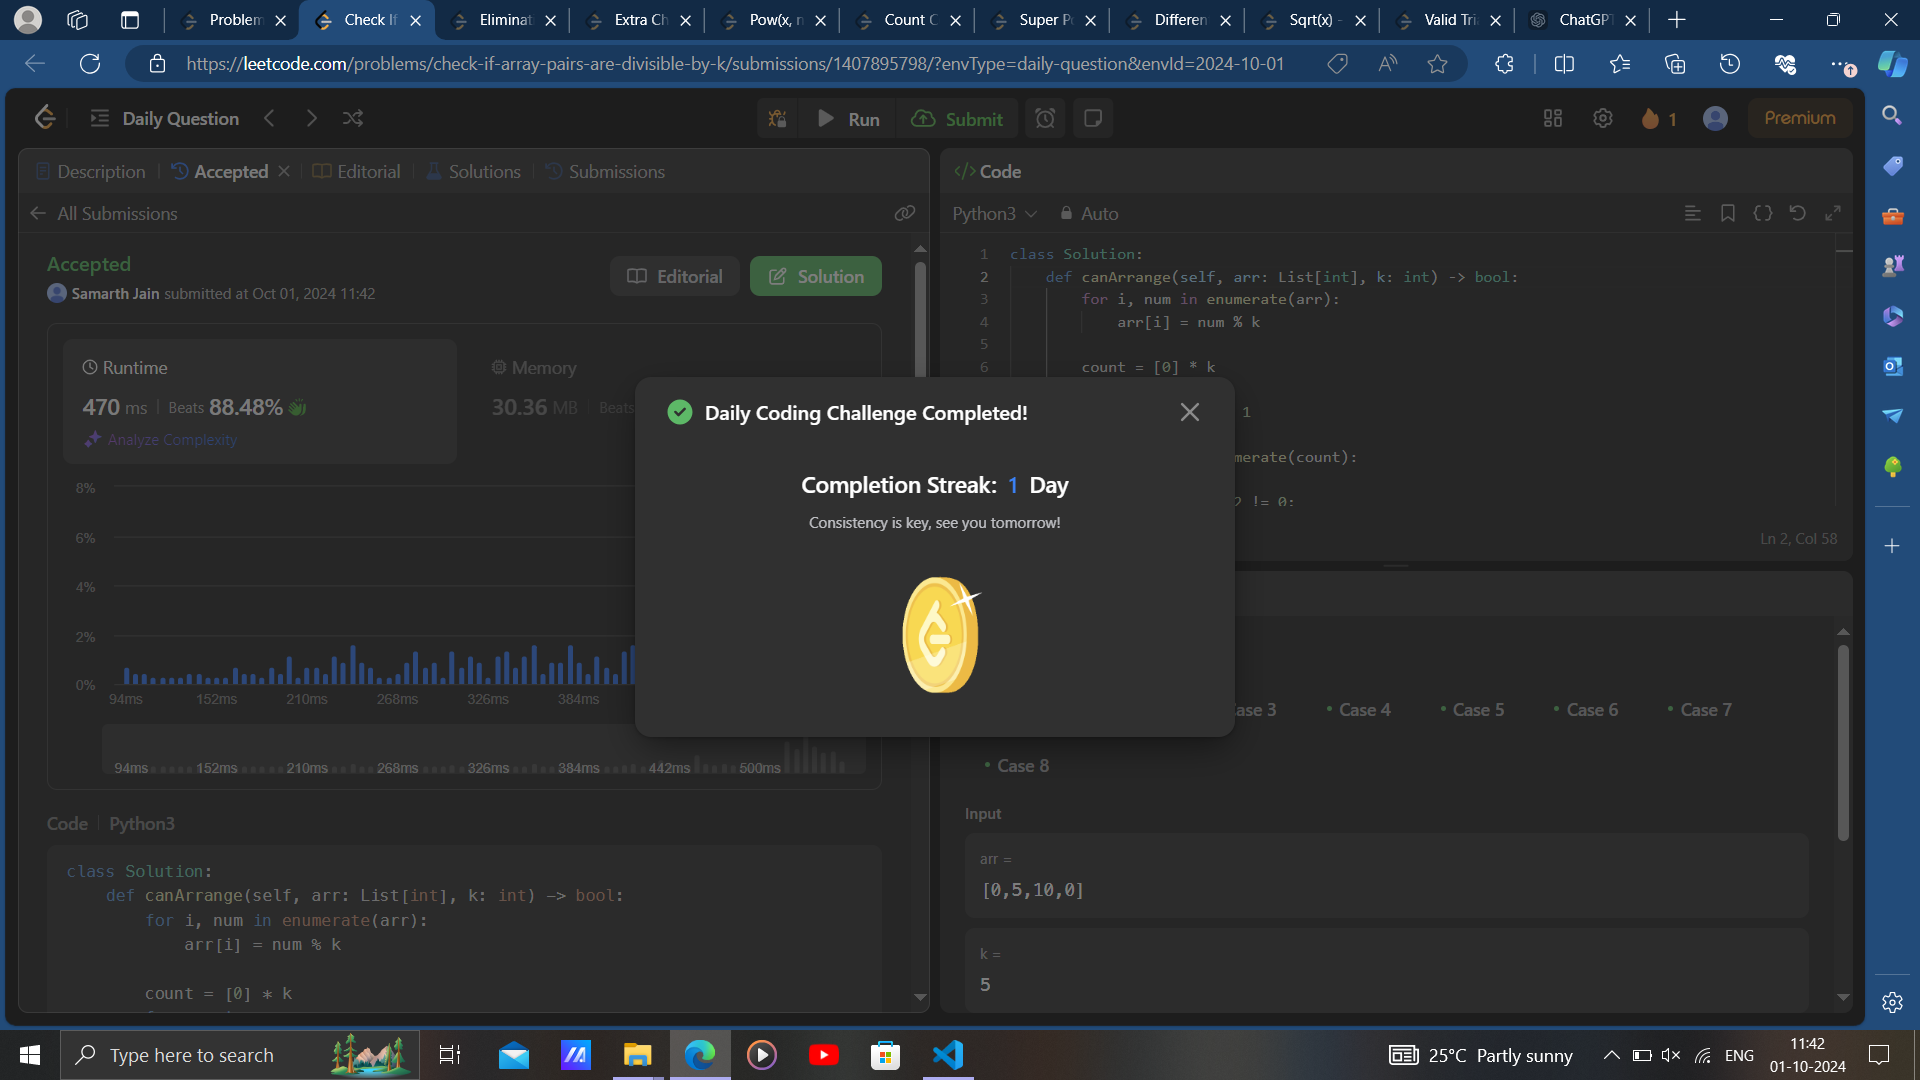 Problem
Check If
Eliminat
Extra Ch
Pow(x, n
Count C
Super Po
Differen
Sqrt(x) -
Valid Tri
ChatGPT
https://leetcode.com/problems/check-if-array-pairs-are-divisible-by-k/submissions/1407895798/?envType=daily-question&envId=2024-10-01
Daily Question
Run
Submit
1
Premium
Description
Accepted
Editorial
Solutions
Submissions
All Submissions
Accepted
Samarth Jain submitted at Oct 01, 2024 11:42
Editorial
Solution
Runtime
470 ms
Beats 88.48%
Analyze Complexity
Memory
30.36 MB
Beats
8%
6%
4%
2%
0%
94ms 152ms 210ms 268ms 326ms 384ms
94ms 152ms 210ms 268ms 326ms 384ms 442ms 500ms
Code
Python3
class Solution:
def canArrange(self, arr: List[int], k: int) -> bool:
for i, num in enumerate(arr):
arr[i] = num % k
count = [0] * k
Daily Coding Challenge Completed!
Completion Streak: 1 Day
Consistency is key, see you tomorrow!
</> Code
Python3
Auto
1 class Solution:
2 def canArrange(self, arr: List[int], k: int) -> bool:
3 for i, num in enumerate(arr):
4 arr[i] = num % k
5
6 count = [0] * k
1
merate(count):
2 != 0:
Ln 2, Col 58
ase 3
Case 4
Case 5
Case 6
Case 7
Case 8
Input
arr =
[0,5,10,0]
k =
5
Type here to search
25°C Partly sunny
ENG
11:42
01-10-2024